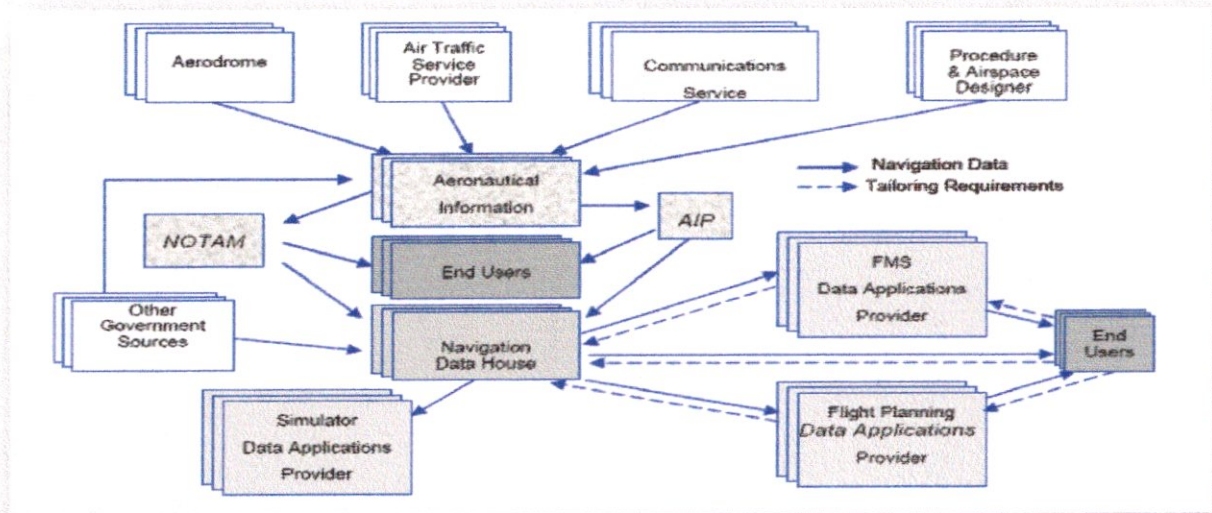 Aerodrome
Air Traffic
Service
Provider
Communications
Service
Procedure
& Airspace
Designer
Navigation Data
Tailoring Requirements
Aeronautical
Information
NOTAM
AIP
End Users
FMS
Data Applications
Provider
Other
Government
Sources
Navigation
Data House
End
Users
Simulator
Data Applications
Provider
Flight Planning
Data Applications
Provider